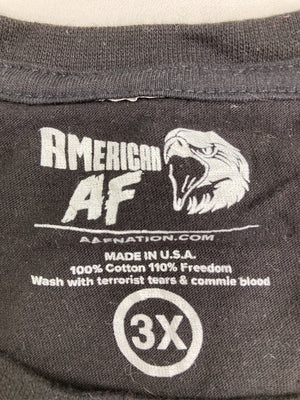 AMERICAN
AF
AAFNATION.COM
MADE IN U.S.A.
100% Cotton 110% Freedom
Wash with terrorist tears & commie blood
3X